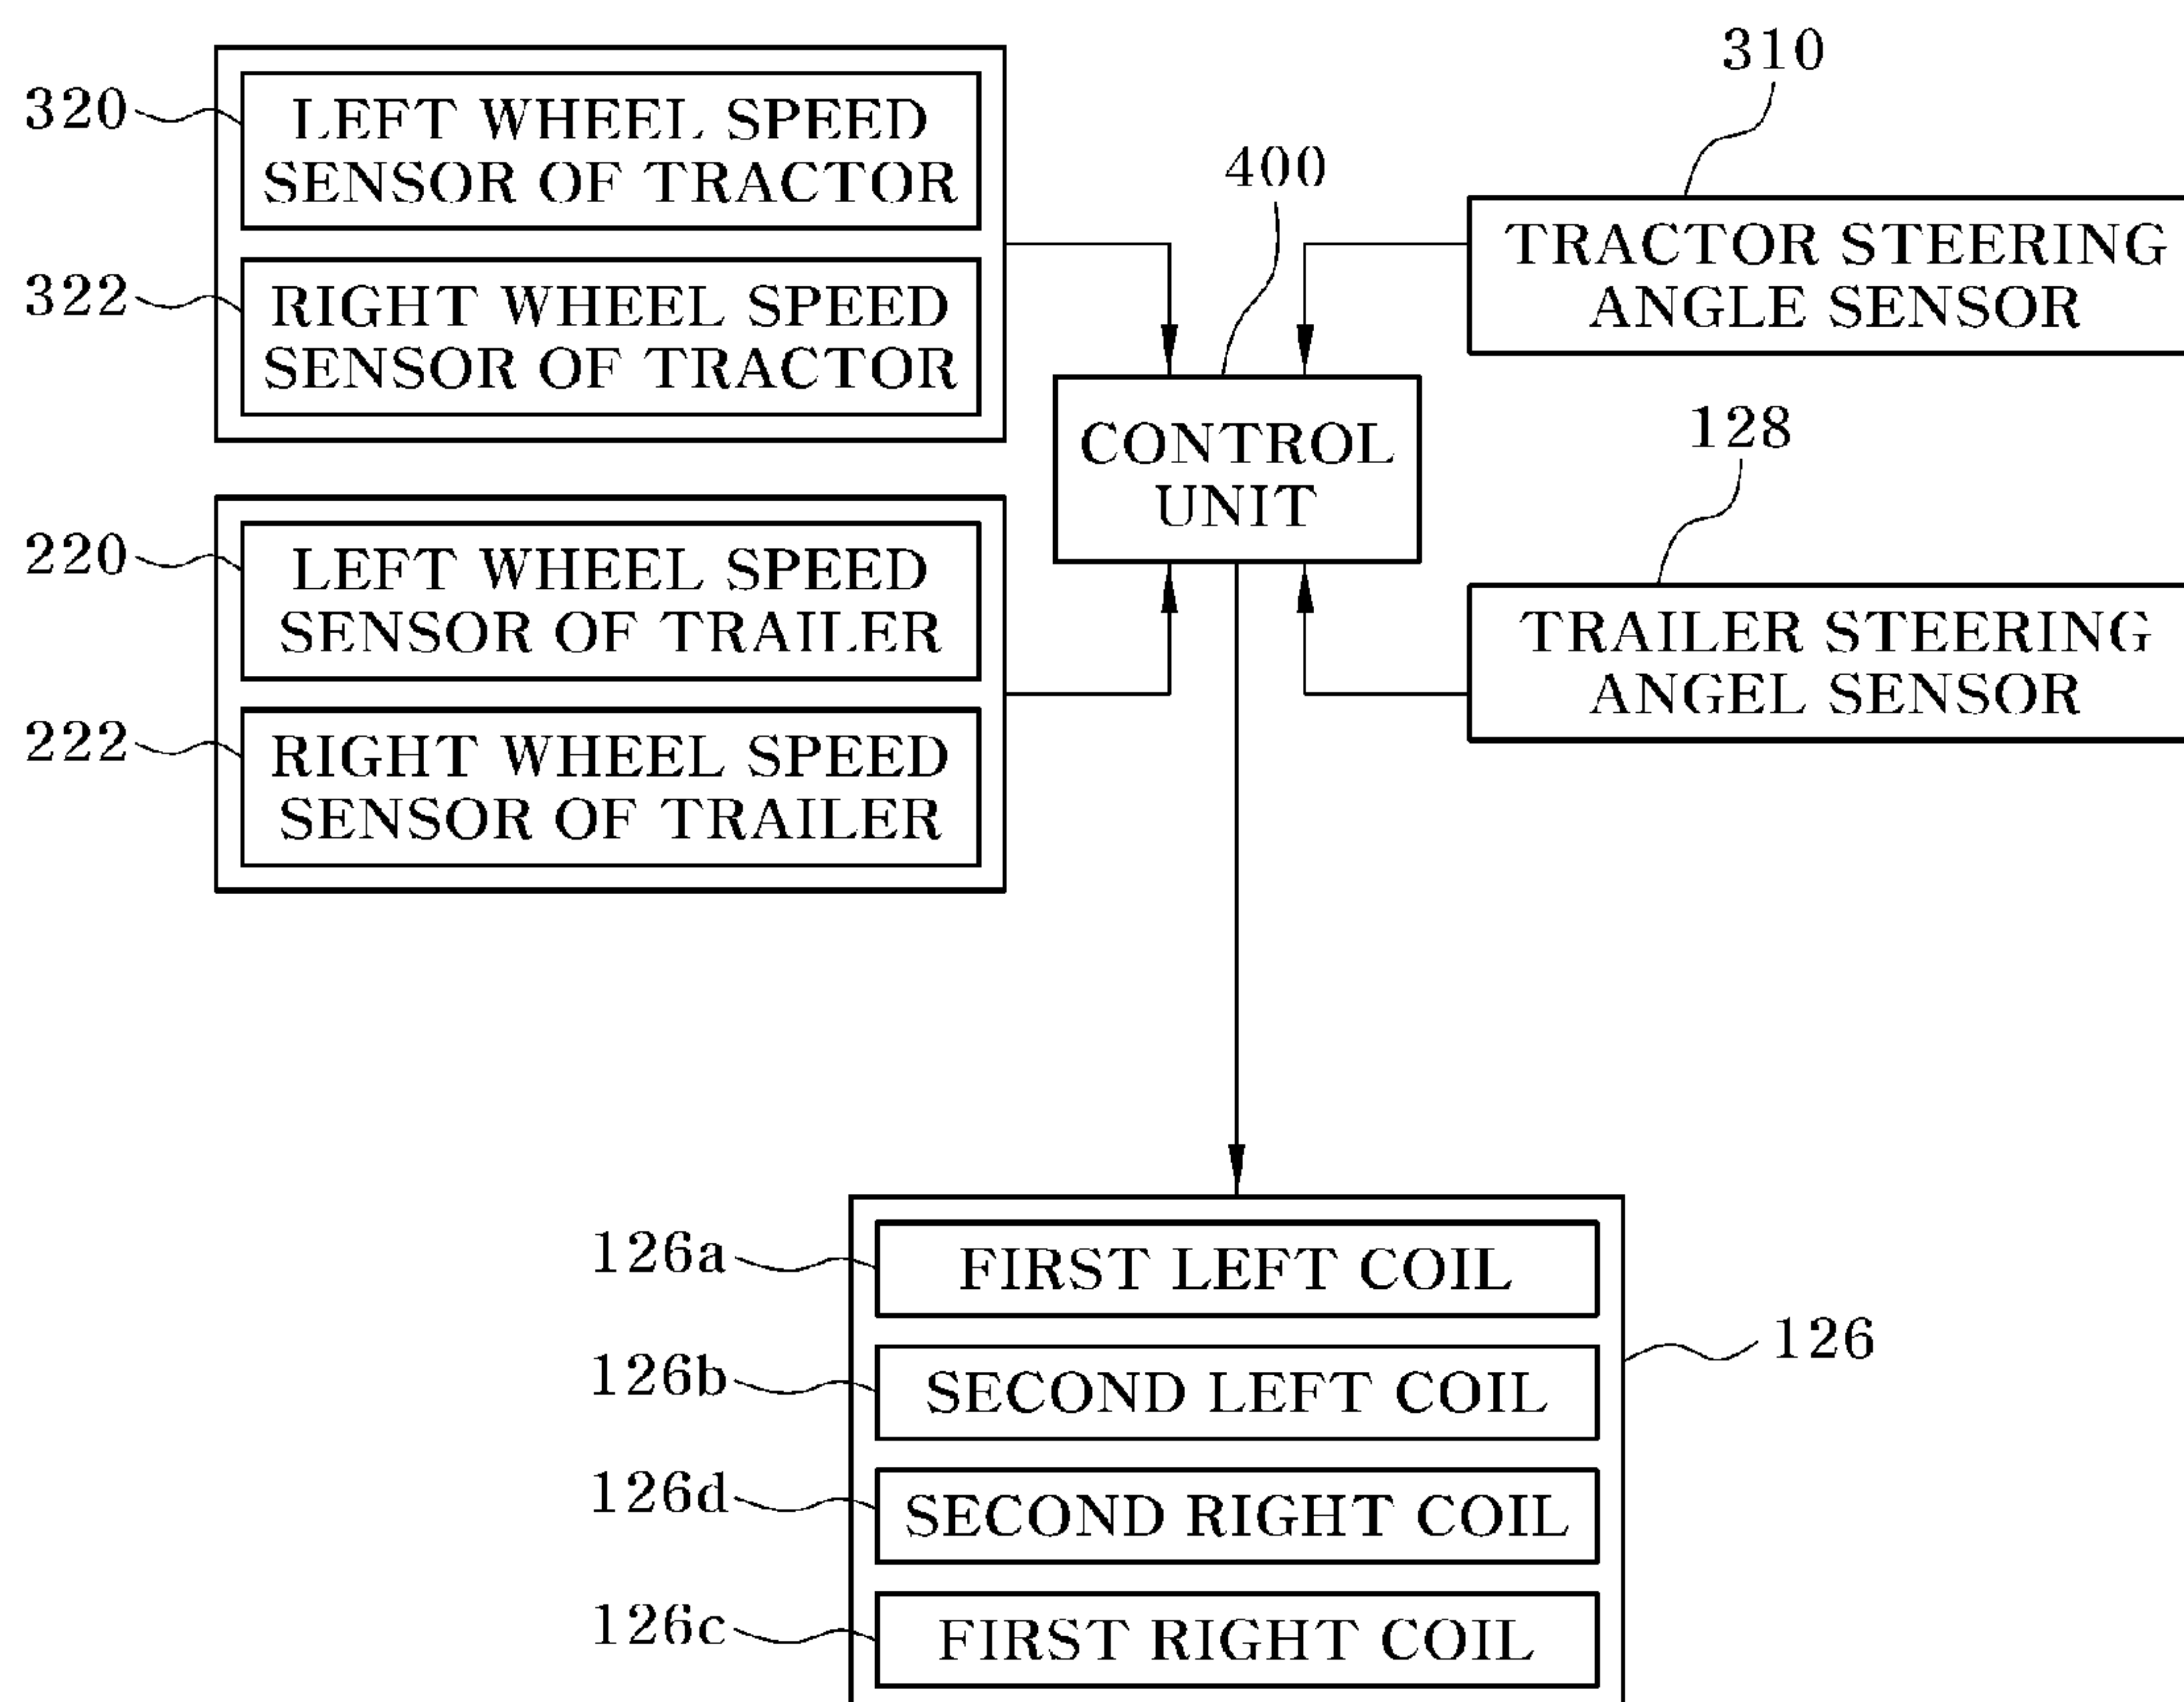 320
LEFT WHEEL SPEED
SENSOR OF TRACTOR
322
RIGHT WHEEL SPEED
SENSOR OF TRACTOR
220
LEFT WHEEL SPEED
SENSOR OF TRAILER
222
RIGHT WHEEL SPEED
SENSOR OF TRAILER
400
CONTROL
UNIT
310
TRACTOR STEERING
ANGLE SENSOR
128
TRAILER STEERING
ANGEL SENSOR
126a
FIRST LEFT COIL
126b
SECOND LEFT COIL
126d
SECOND RIGHT COIL
126c
FIRST RIGHT COIL
126